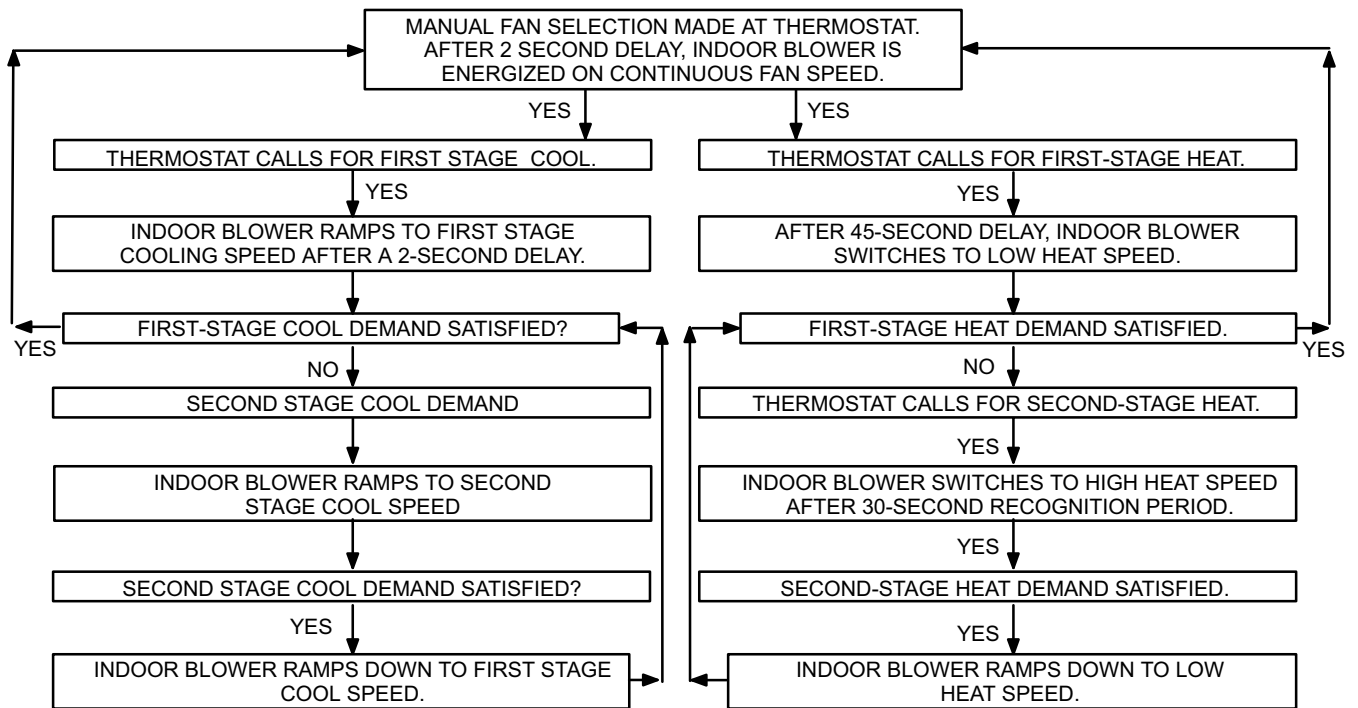 MANUAL FAN SELECTION MADE AT THERMOSTAT.
AFTER 2 SECOND DELAY, INDOOR BLOWER IS
ENERGIZED ON CONTINUOUS FAN SPEED.
YES
YES
THERMOSTAT CALLS FOR FIRST STAGE COOL.
THERMOSTAT CALLS FOR FIRST-STAGE HEAT.
YES
YES
INDOOR BLOWER RAMPS TO FIRST STAGE
COOLING SPEED AFTER A 2-SECOND DELAY.
AFTER 45-SECOND DELAY, INDOOR BLOWER
SWITCHES TO LOW HEAT SPEED.
FIRST-STAGE COOL DEMAND SATISFIED?
FIRST-STAGE HEAT DEMAND SATISFIED.
YES
YES
NO
NO
SECOND STAGE COOL DEMAND
THERMOSTAT CALLS FOR SECOND-STAGE HEAT.
YES
INDOOR BLOWER RAMPS TO SECOND
STAGE COOL SPEED
INDOOR BLOWER SWITCHES TO HIGH HEAT SPEED
AFTER 30-SECOND RECOGNITION PERIOD.
YES
SECOND STAGE COOL DEMAND SATISFIED?
SECOND-STAGE HEAT DEMAND SATISFIED.
YES
YES
INDOOR BLOWER RAMPS DOWN TO FIRST STAGE
COOL SPEED.
INDOOR BLOWER RAMPS DOWN TO LOW
HEAT SPEED.